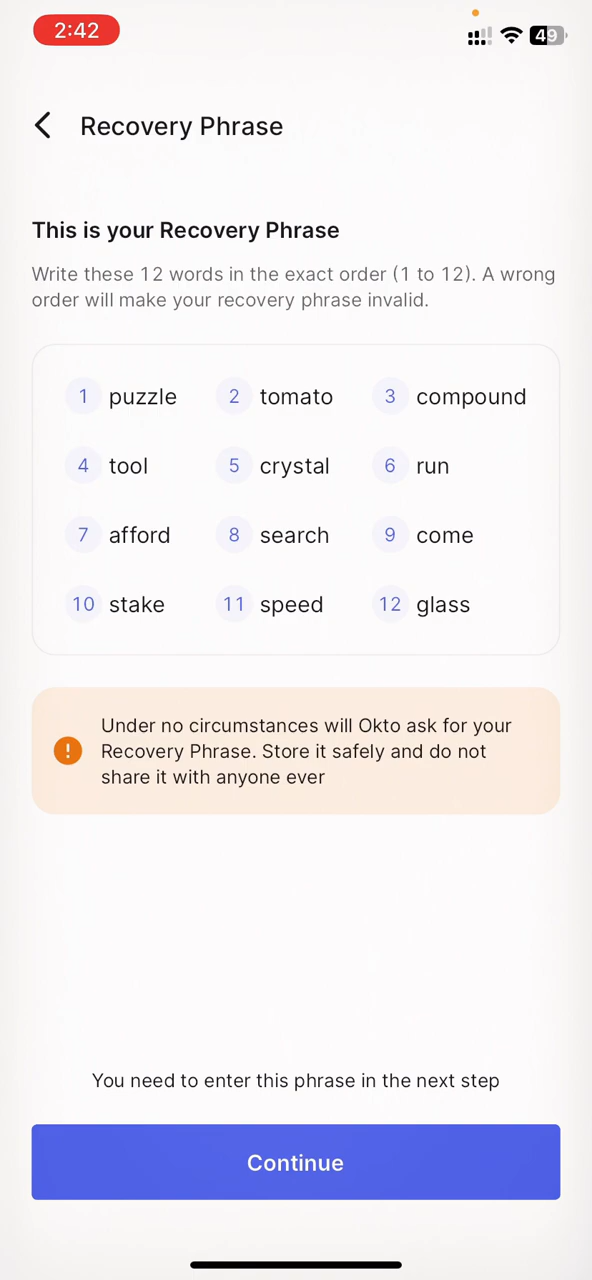 2:42
49
Recovery Phrase
This is your Recovery Phrase
Write these 12 words in the exact order (1 to 12). A wrong
order will make your recovery phrase invalid.
1 puzzle 2 tomato 3 compound
4 tool 5 crystal 6 run
7 afford 8 search 9 come
10 stake 11 speed 12 glass
Under no circumstances will Okto ask for your
Recovery Phrase. Store it safely and do not
share it with anyone ever
You need to enter this phrase in the next step
Continue